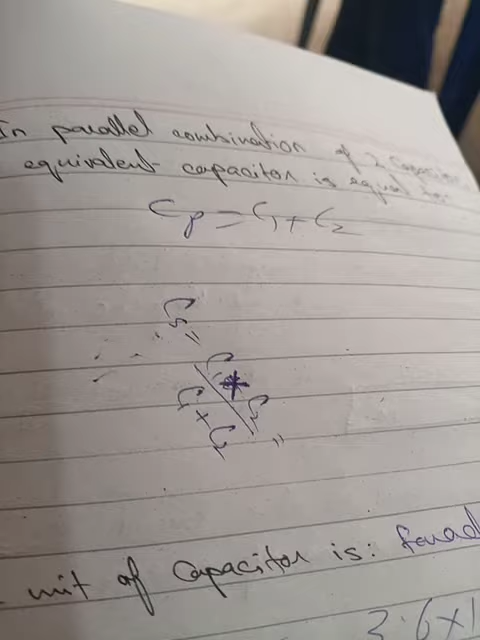 In parallel combination of 2 Capacitor
equivalent capacitor is equal to:
Cp = C1 + C2
Cs =
C1 * C2
C1 + C2 "
unit of Capacitor is: farad
3.6 x 1